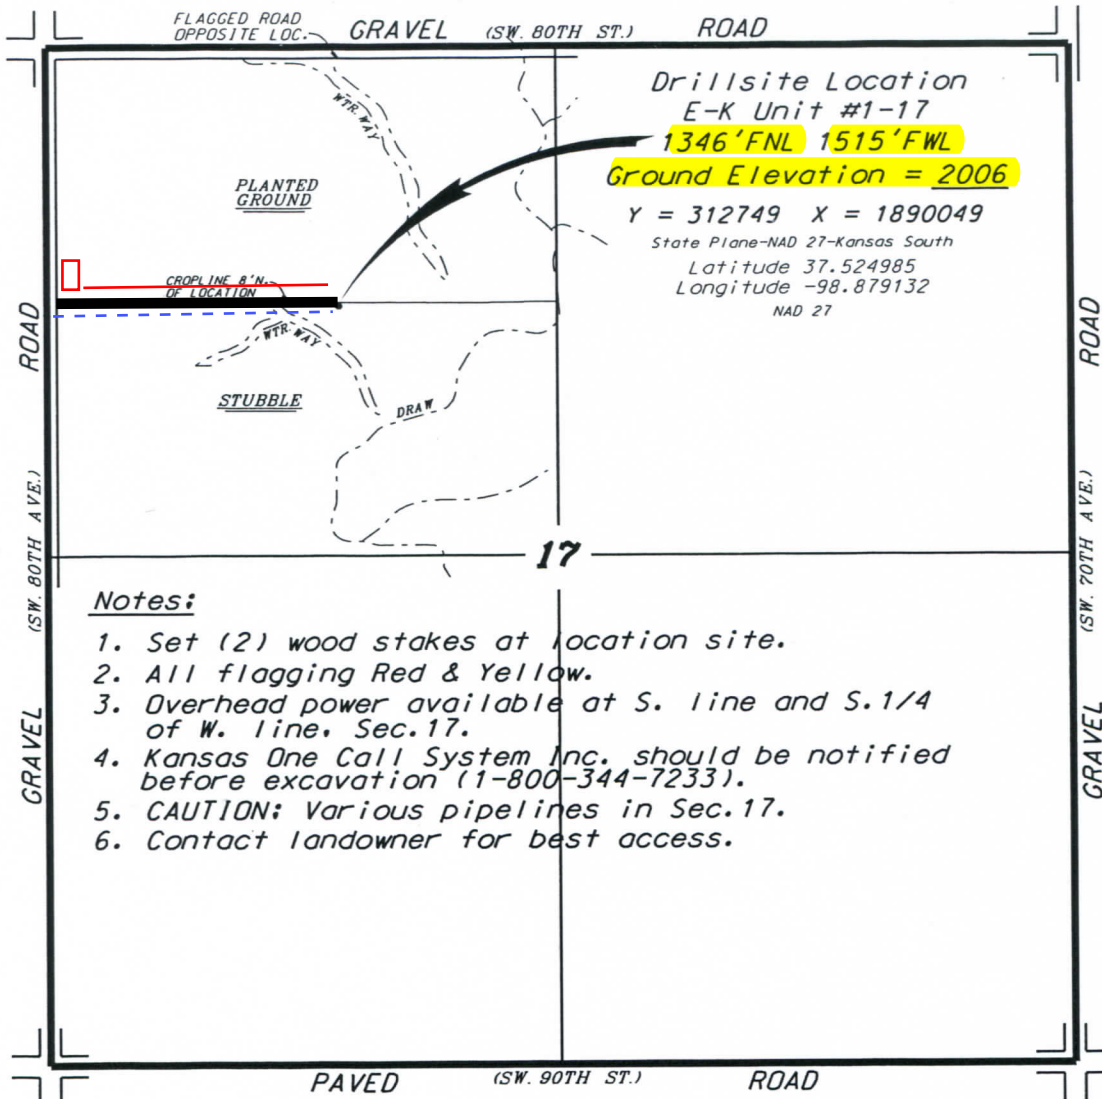 FLAGGED ROAD
OPPOSITE LOC.
GRAVEL (SW. 80TH ST.) ROAD
Drillsite Location
E-K Unit #1-17
1346'FNL 1515'FWL
Ground Elevation = 2006
Y = 312749 X = 1890049
State Plane-NAD 27-Kansas South
Latitude 37.524985
Longitude -98.879132
NAD 27
WTR. WAY
PLANTED
GROUND
CROPLINE 8'N.
OF LOCATION
WTR. WAY
STUBBLE
DRAW
ROAD
(SW. 80TH AVE.)
GRAVEL
ROAD
(SW. 70TH AVE.)
GRAVEL
17
Notes:
1. Set (2) wood stakes at location site.
2. All flagging Red & Yellow.
3. Overhead power available at S. line and S.1/4
of W. line, Sec.17.
4. Kansas One Call System Inc. should be notified
before excavation (1-800-344-7233).
5. CAUTION: Various pipelines in Sec.17.
6. Contact landowner for best access.
PAVED (SW. 90TH ST.) ROAD